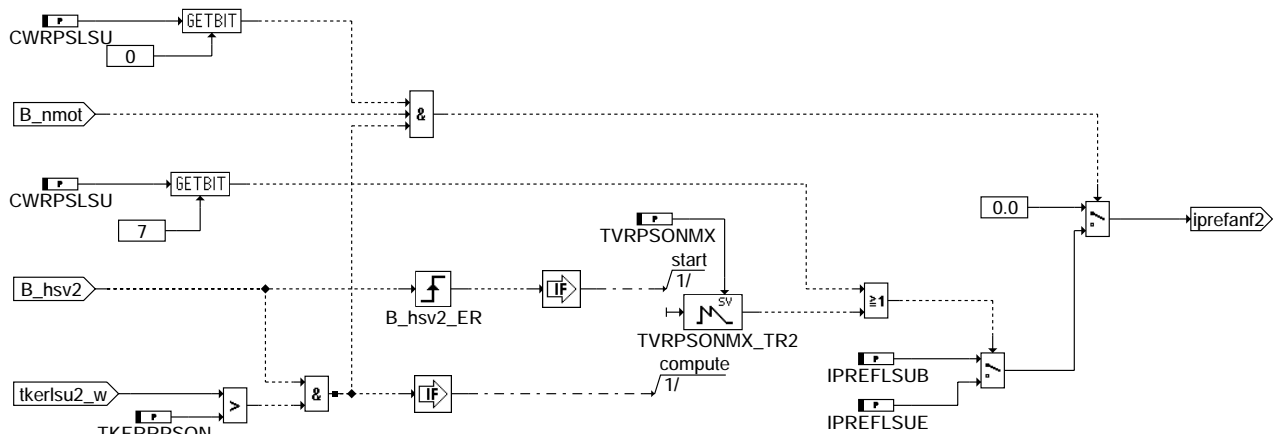 P
GETBIT
CWRPSLSU
0
B_nmot
&
P
GETBIT
CWRPSLSU
7
P
TVRPSONMX
0.0
iprefanf2
start
1/
B_hsv2
IF
SV
≥1
B_hsv2_ER
TVRPSONMX_TR2
compute
1/
P
IPREFLSUB
tkerlsu2_w
>
&
IF
P
P
IPREFLSUE